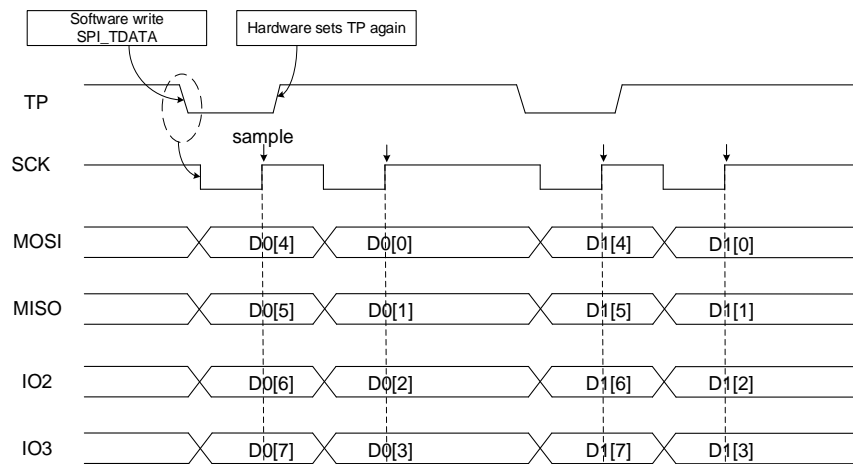 Software write
SPI_TDATA
Hardware sets TP again
TP
sample
SCK
MOSI D0[4] D0[0] D1[4] D1[0]
MISO D0[5] D0[1] D1[5] D1[1]
IO2 D0[6] D0[2] D1[6] D1[2]
IO3 D0[7] D0[3] D1[7] D1[3]